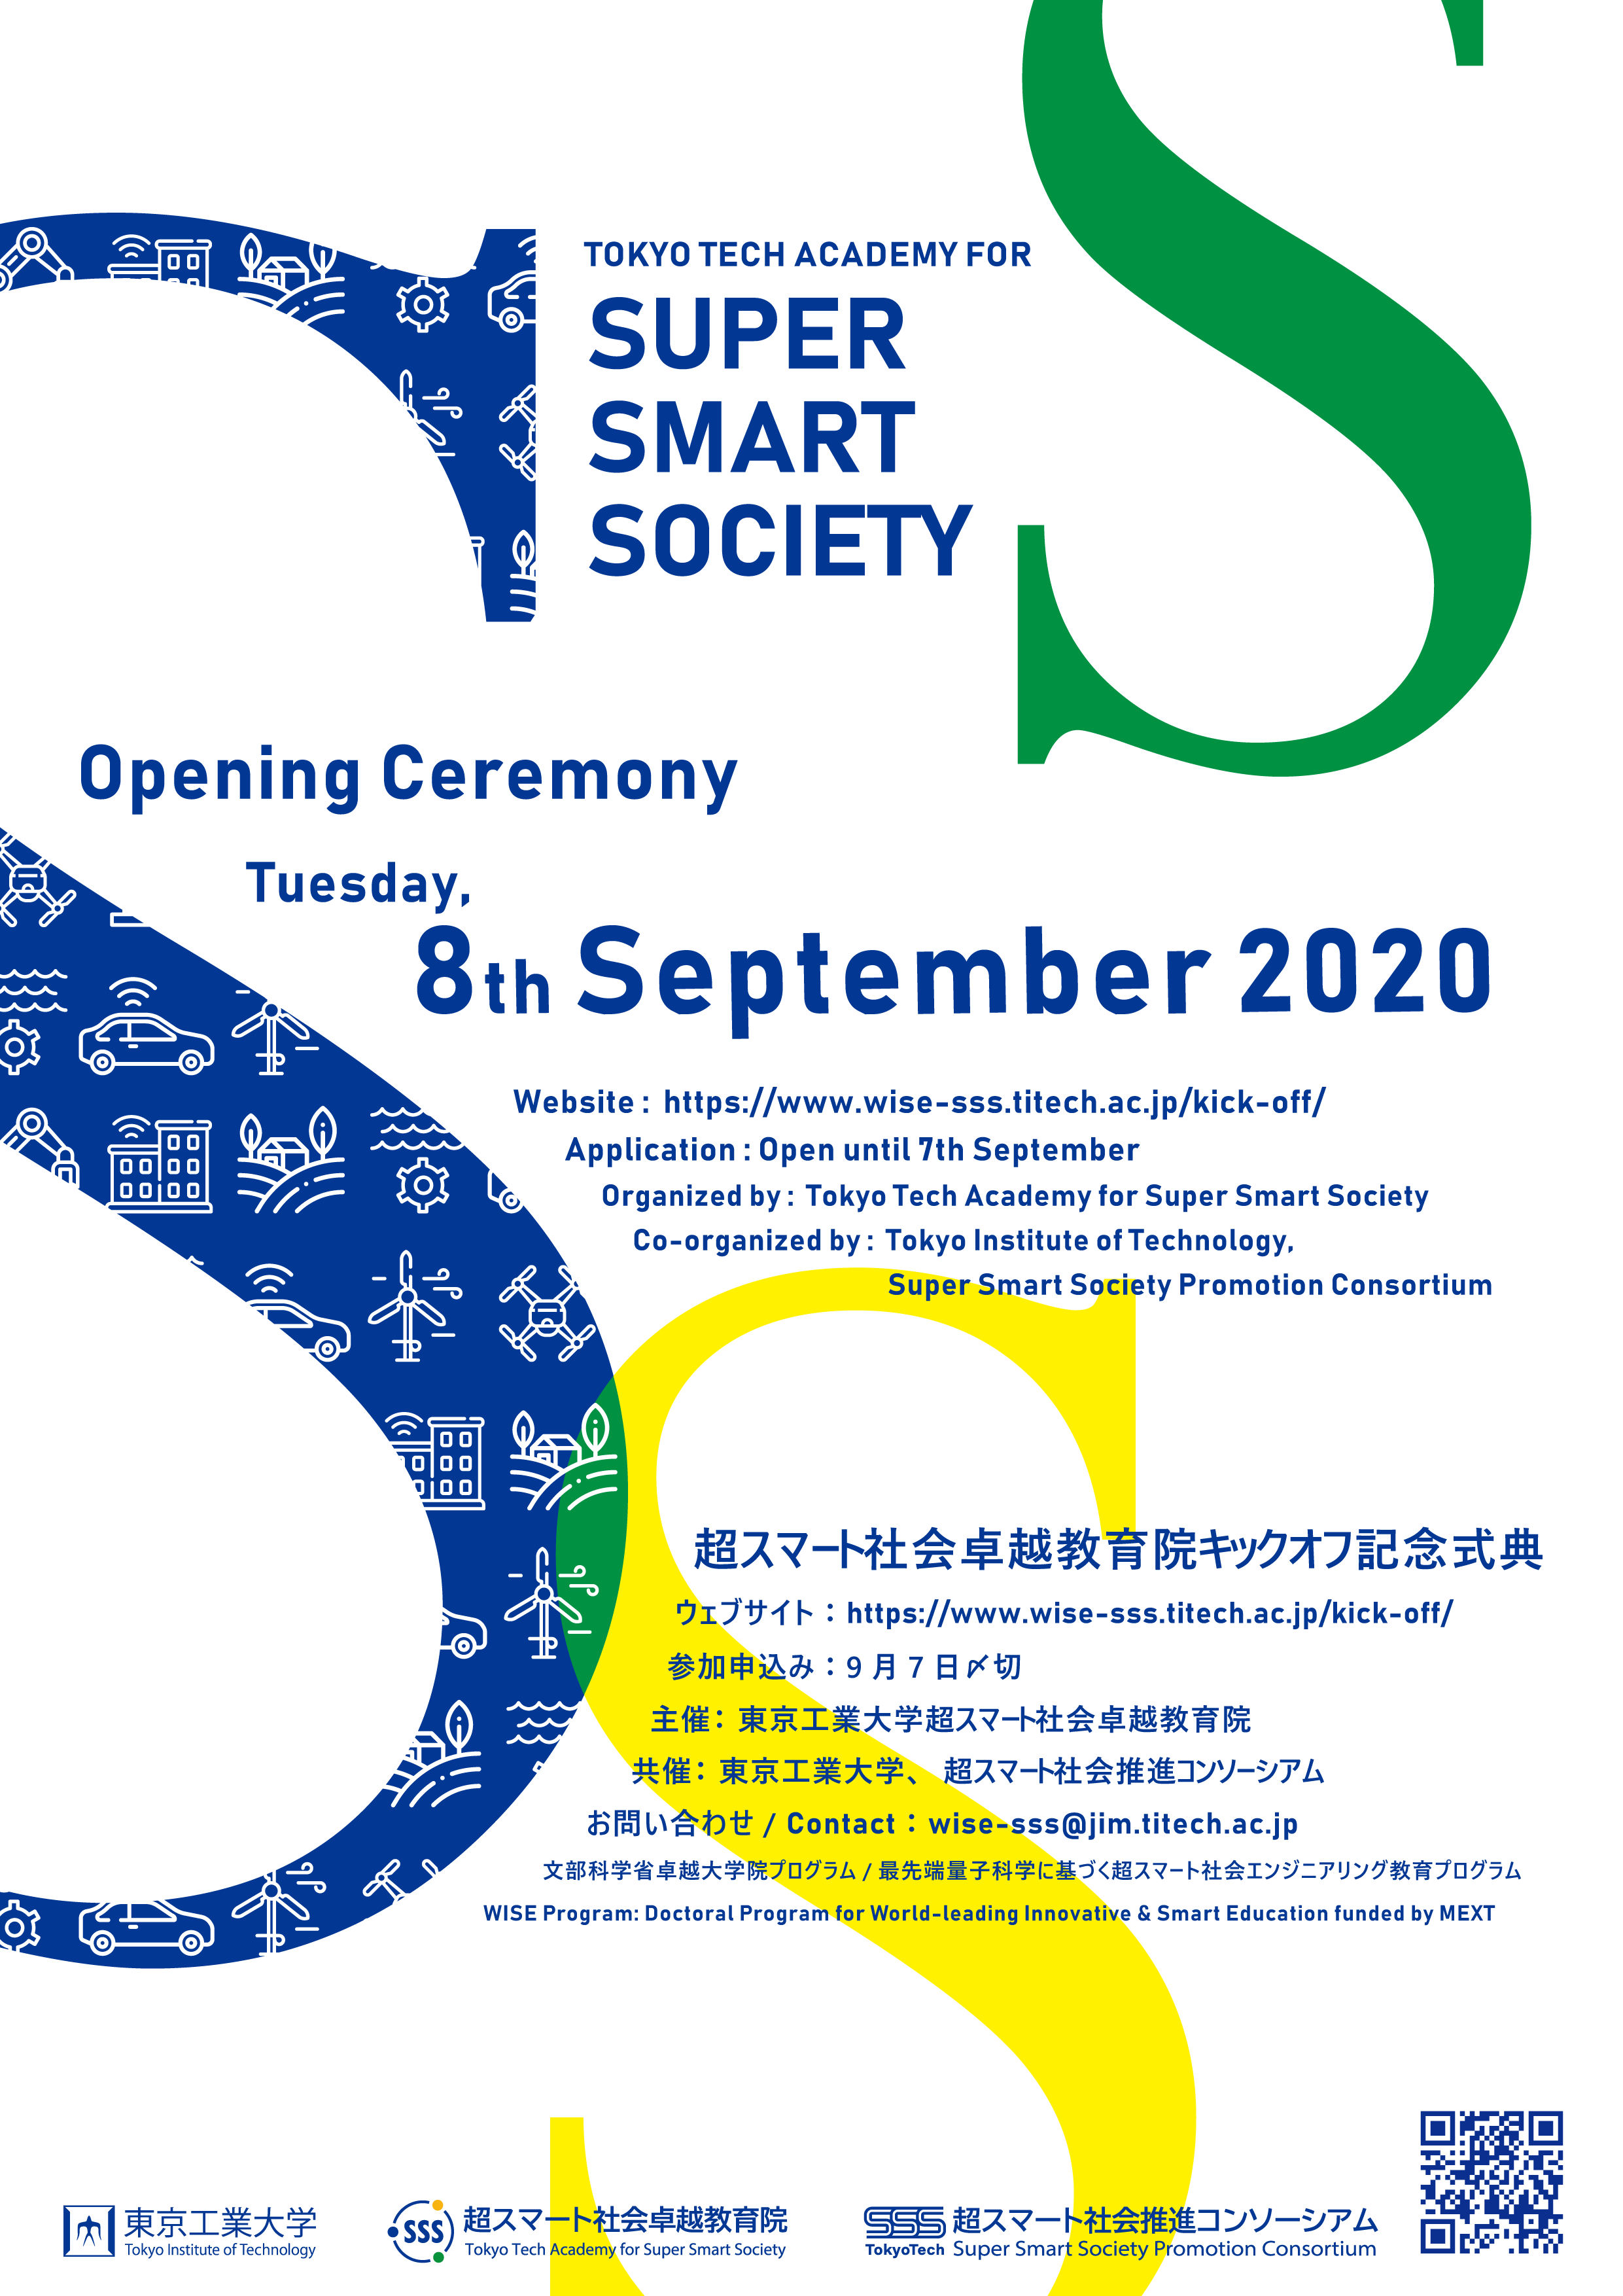 TOKYO TECH ACADEMY FOR
SUPER
SMART
SOCIETY
Opening Ceremony
Tuesday,
8th September 2020
Website : https://www.wise-sss.titech.ac.jp/kick-off/
Application : Open until 7th September
Organized by : Tokyo Tech Academy for Super Smart Society
Co-organized by : Tokyo Institute of Technology,
Super Smart Society Promotion Consortium
超スマート社会卓越教育院キックオフ記念式典
ウェブサイト：https://www.wise-sss.titech.ac.jp/kick-off/
参加申込み：9 月 7 日〆切
主催： 東京工業大学超スマート社会卓越教育院
共催： 東京工業大学、 超スマート社会推進コンソーシアム
お問い合わせ / Contact : wise-sss@jim.titech.ac.jp
文部科学省卓越大学院プログラム / 最先端量子科学に基づく超スマート社会エンジニアリング教育プログラム
WISE Program: Doctoral Program for World-leading Innovative & Smart Education funded by MEXT
東京工業大学
Tokyo Institute of Technology
SSS
超スマート社会卓越教育院
Tokyo Tech Academy for Super Smart Society
SSS
TokyoTech
超スマート社会推進コンソーシアム
Super Smart Society Promotion Consortium